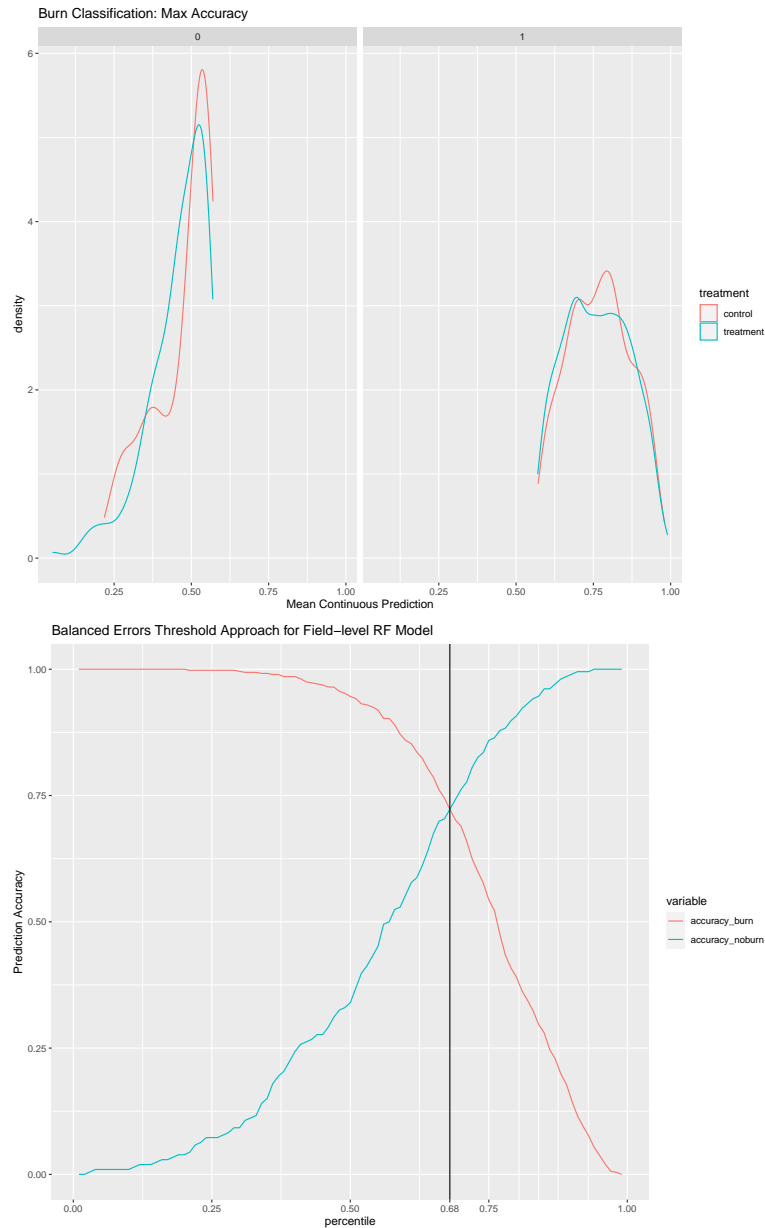 Burn Classification: Max Accuracy
0 1
6
4
2
0
density
0.25 0.50 0.75 1.00 0.25 0.50 0.75 1.00
Mean Continuous Prediction
treatment
control
treatment
Balanced Errors Threshold Approach for Field−level RF Model
1.00
0.75
0.50
0.25
0.00
Prediction Accuracy
0.00 0.25 0.50 0.68 0.75 1.00
percentile
variable
accuracy_burn
accuracy_noburn